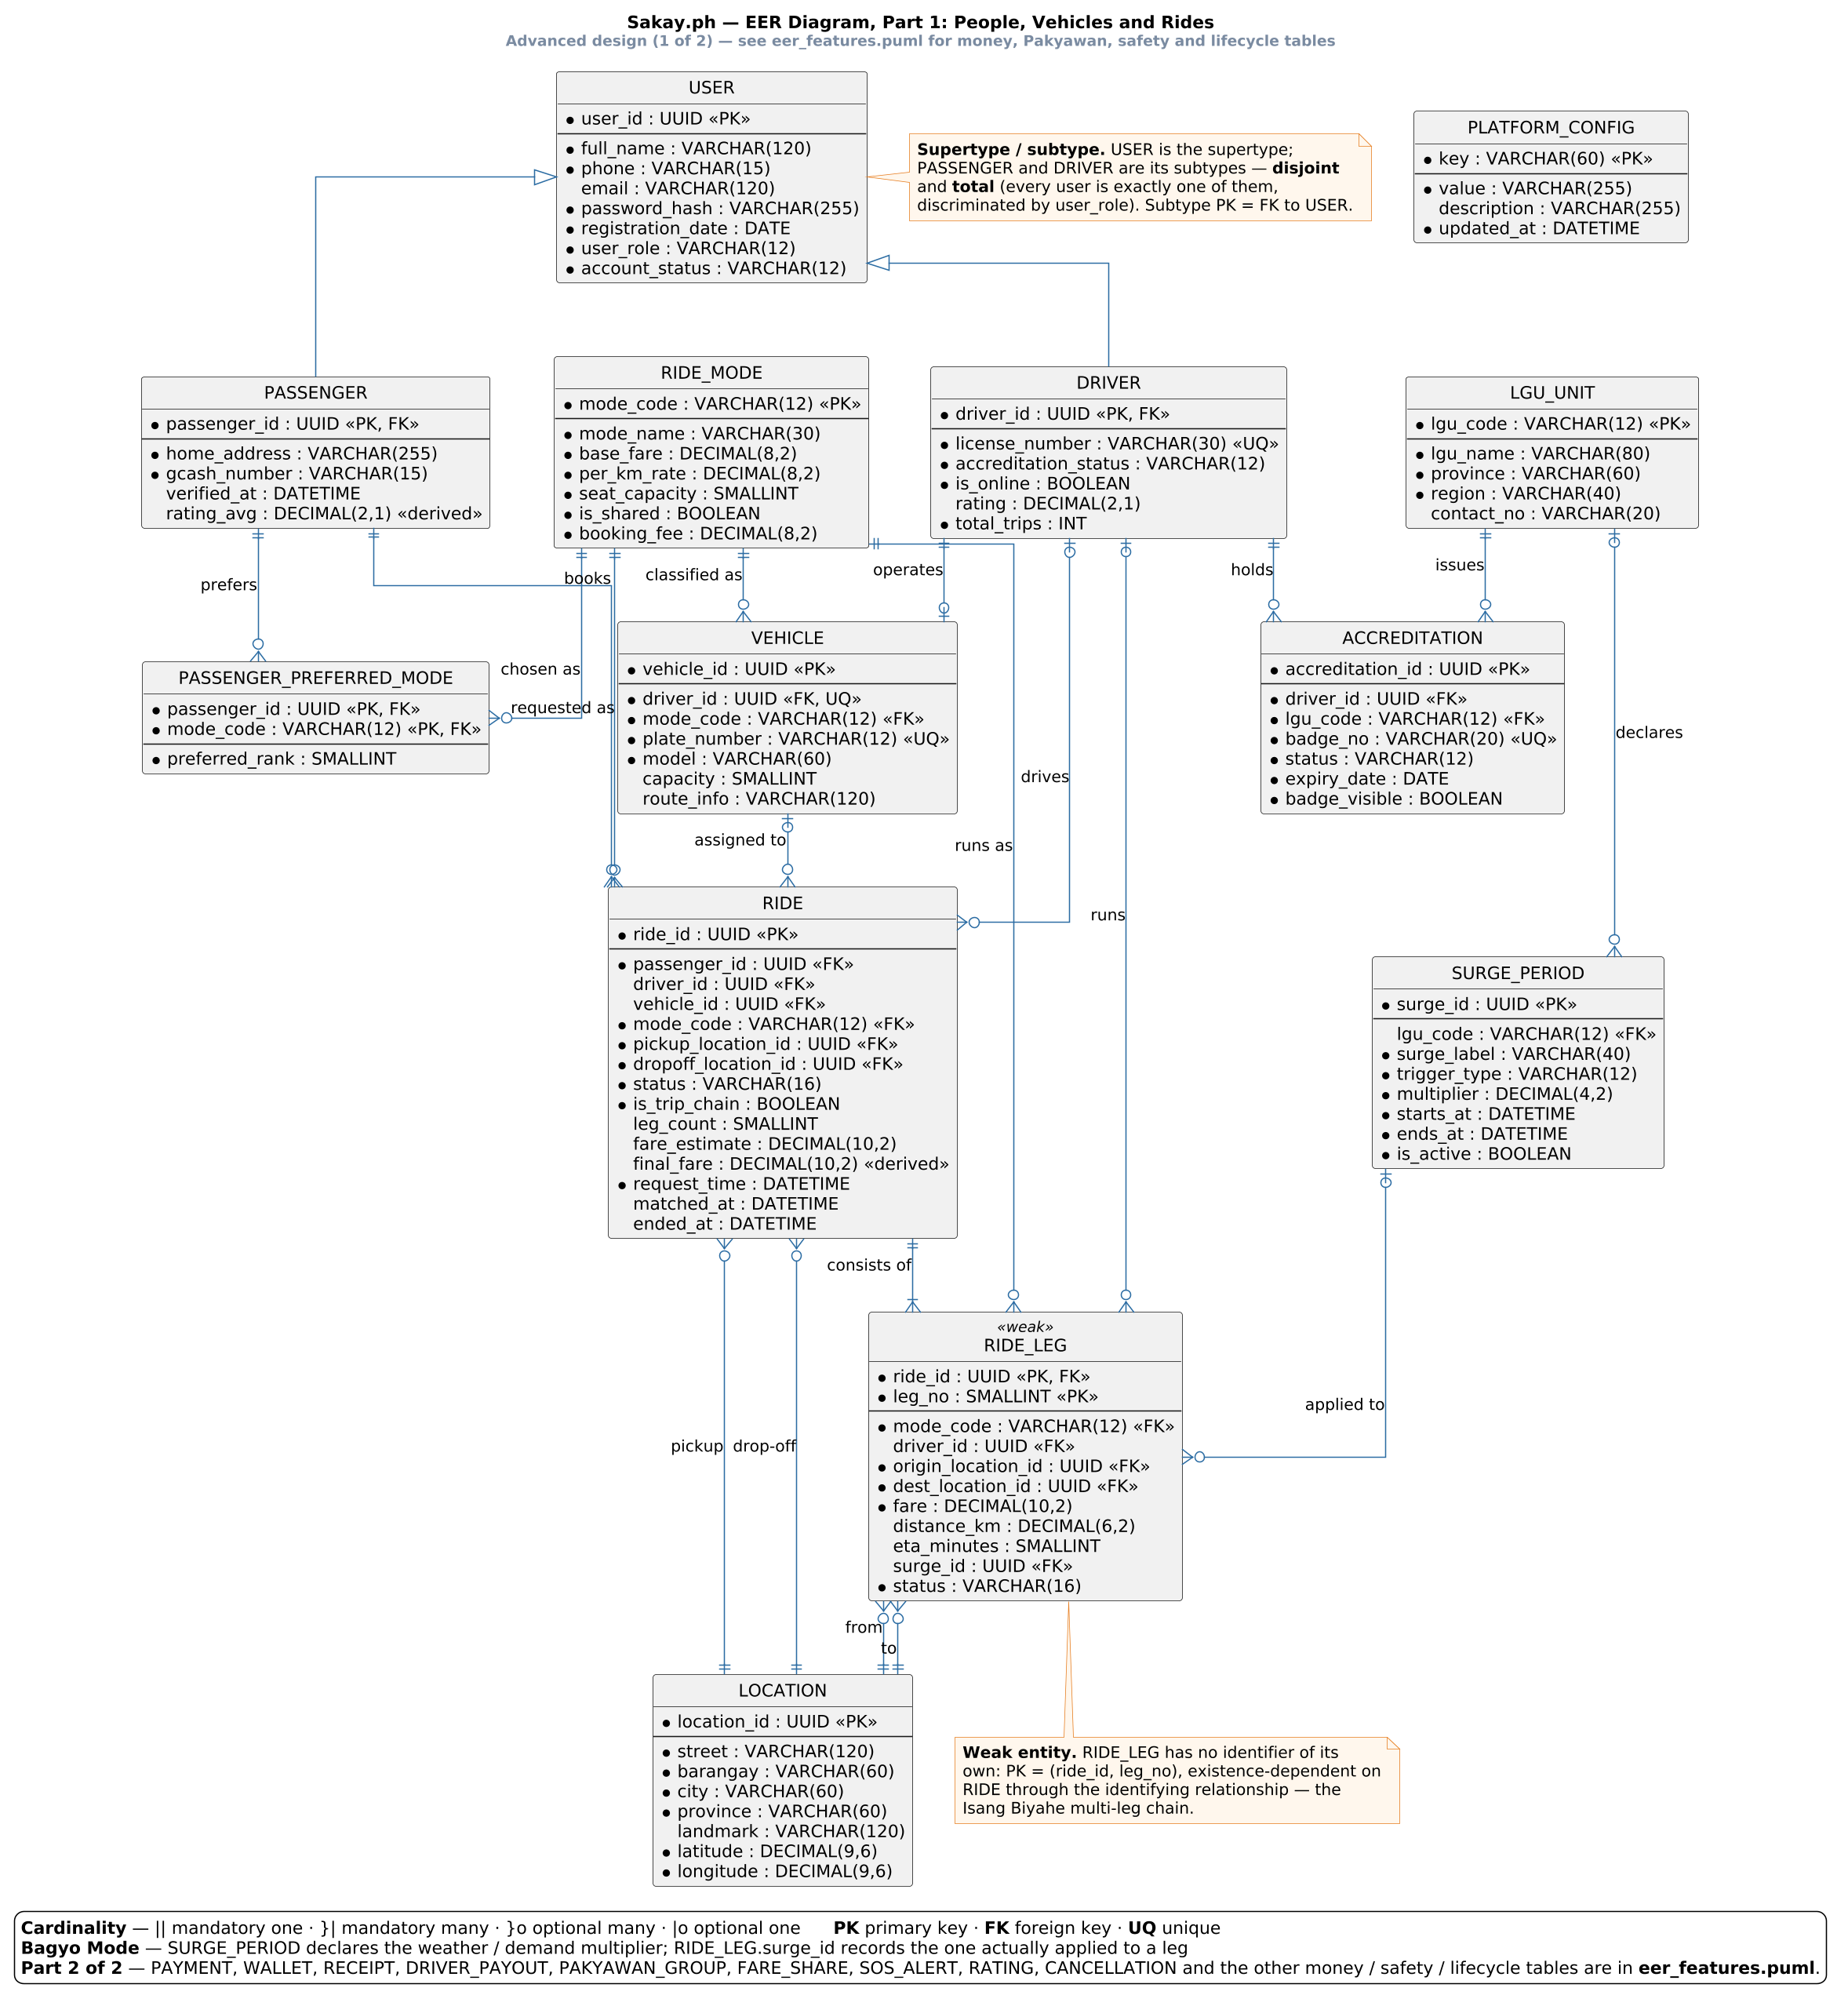 Sakay.ph — EER Diagram, Part 1: People, Vehicles and Rides
Advanced design (1 of 2) — see eer_features.puml for money, Pakyawan, safety and lifecycle tables
USER
user_id : UUID «PK»
full_name : VARCHAR(120)
phone : VARCHAR(15)
email : VARCHAR(120)
password_hash : VARCHAR(255)
registration_date : DATE
user_role : VARCHAR(12)
account_status : VARCHAR(12)
Supertype / subtype. USER is the supertype;
PASSENGER and DRIVER are its subtypes — disjoint
and total (every user is exactly one of them,
discriminated by user_role). Subtype PK = FK to USER.
PLATFORM_CONFIG
key : VARCHAR(60) «PK»
value : VARCHAR(255)
description : VARCHAR(255)
updated_at : DATETIME
PASSENGER
passenger_id : UUID «PK, FK»
home_address : VARCHAR(255)
gcash_number : VARCHAR(15)
verified_at : DATETIME
rating_avg : DECIMAL(2,1) «derived»
RIDE_MODE
mode_code : VARCHAR(12) «PK»
mode_name : VARCHAR(30)
base_fare : DECIMAL(8,2)
per_km_rate : DECIMAL(8,2)
seat_capacity : SMALLINT
is_shared : BOOLEAN
booking_fee : DECIMAL(8,2)
DRIVER
driver_id : UUID «PK, FK»
license_number : VARCHAR(30) «UQ»
accreditation_status : VARCHAR(12)
is_online : BOOLEAN
rating : DECIMAL(2,1)
total_trips : INT
LGU_UNIT
lgu_code : VARCHAR(12) «PK»
lgu_name : VARCHAR(80)
province : VARCHAR(60)
region : VARCHAR(40)
contact_no : VARCHAR(20)
prefers
books
classified as
operates
holds
issues
chosen as
requested as
declares
drives
runs as
runs
PASSENGER_PREFERRED_MODE
passenger_id : UUID «PK, FK»
mode_code : VARCHAR(12) «PK, FK»
preferred_rank : SMALLINT
VEHICLE
vehicle_id : UUID «PK»
driver_id : UUID «FK, UQ»
mode_code : VARCHAR(12) «FK»
plate_number : VARCHAR(12) «UQ»
model : VARCHAR(60)
capacity : SMALLINT
route_info : VARCHAR(120)
ACCREDITATION
accreditation_id : UUID «PK»
driver_id : UUID «FK»
lgu_code : VARCHAR(12) «FK»
badge_no : VARCHAR(20) «UQ»
status : VARCHAR(12)
expiry_date : DATE
badge_visible : BOOLEAN
assigned to
RIDE
ride_id : UUID «PK»
passenger_id : UUID «FK»
driver_id : UUID «FK»
vehicle_id : UUID «FK»
mode_code : VARCHAR(12) «FK»
pickup_location_id : UUID «FK»
dropoff_location_id : UUID «FK»
status : VARCHAR(16)
is_trip_chain : BOOLEAN
leg_count : SMALLINT
fare_estimate : DECIMAL(10,2)
final_fare : DECIMAL(10,2) «derived»
request_time : DATETIME
matched_at : DATETIME
ended_at : DATETIME
SURGE_PERIOD
surge_id : UUID «PK»
lgu_code : VARCHAR(12) «FK»
surge_label : VARCHAR(40)
trigger_type : VARCHAR(12)
multiplier : DECIMAL(4,2)
starts_at : DATETIME
ends_at : DATETIME
is_active : BOOLEAN
consists of
pickup
drop-off
applied to
«weak»
RIDE_LEG
ride_id : UUID «PK, FK»
leg_no : SMALLINT «PK»
mode_code : VARCHAR(12) «FK»
driver_id : UUID «FK»
origin_location_id : UUID «FK»
dest_location_id : UUID «FK»
fare : DECIMAL(10,2)
distance_km : DECIMAL(6,2)
eta_minutes : SMALLINT
surge_id : UUID «FK»
status : VARCHAR(16)
from
to
LOCATION
location_id : UUID «PK»
street : VARCHAR(120)
barangay : VARCHAR(60)
city : VARCHAR(60)
province : VARCHAR(60)
landmark : VARCHAR(120)
latitude : DECIMAL(9,6)
longitude : DECIMAL(9,6)
Weak entity. RIDE_LEG has no identifier of its
own: PK = (ride_id, leg_no), existence-dependent on
RIDE through the identifying relationship — the
Isang Biyahe multi-leg chain.
Cardinality — || mandatory one · }| mandatory many · }o optional many · |o optional one PK primary key · FK foreign key · UQ unique
Bagyo Mode — SURGE_PERIOD declares the weather / demand multiplier; RIDE_LEG.surge_id records the one actually applied to a leg
Part 2 of 2 — PAYMENT, WALLET, RECEIPT, DRIVER_PAYOUT, PAKYAWAN_GROUP, FARE_SHARE, SOS_ALERT, RATING, CANCELLATION and the other money / safety / lifecycle tables are in eer_features.puml.